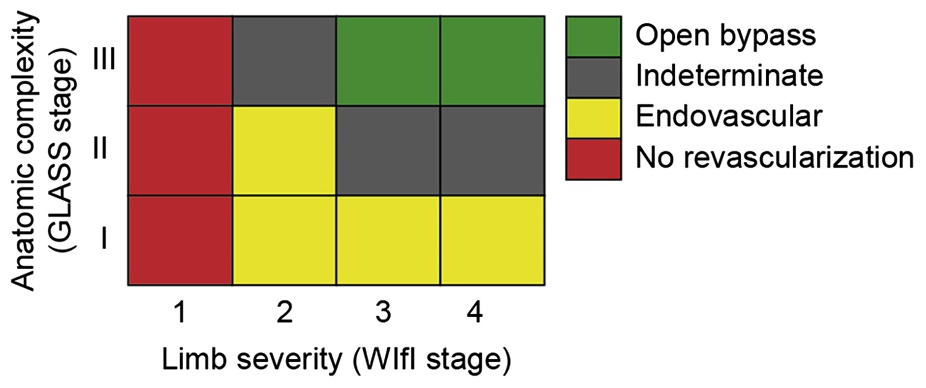 Anatomic complexity
(GLASS stage)
III
II
I
1 2 3 4
Limb severity (WIfI stage)
Open bypass
Indeterminate
Endovascular
No revascularization